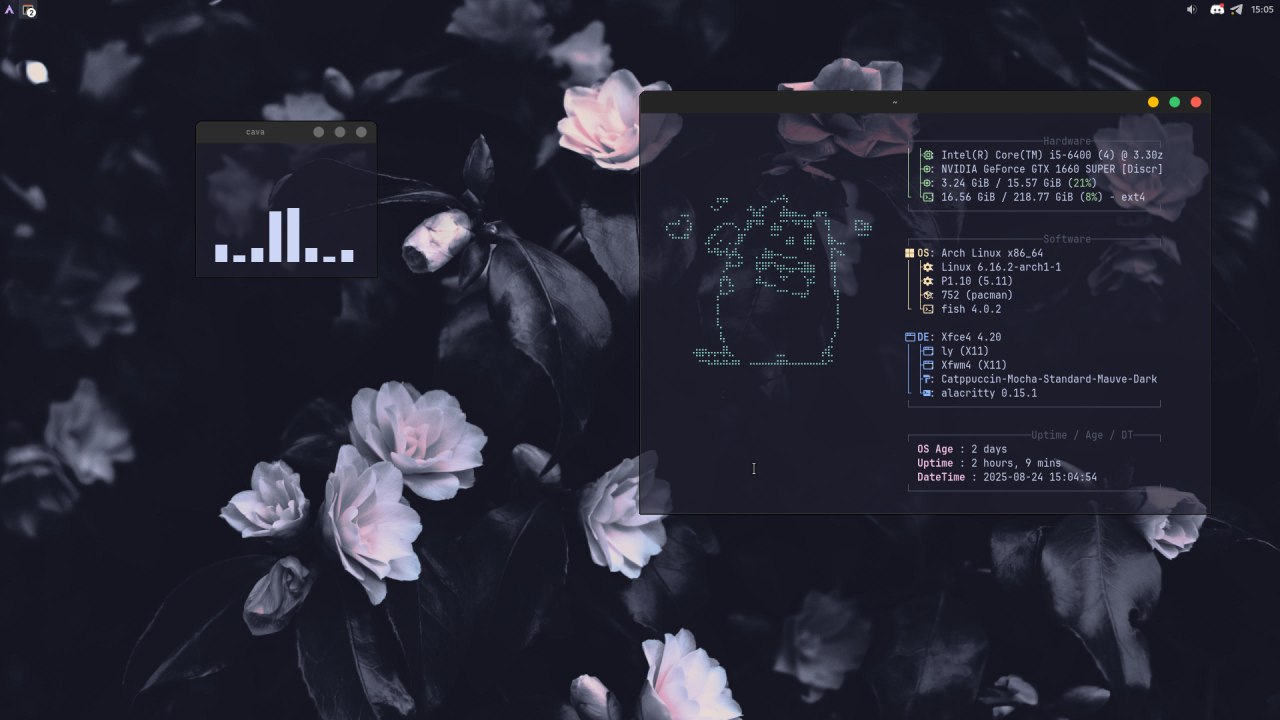 2
15:05
cava
~
Hardware
Intel(R) Core(TM) i5-6400 (4) @ 3.30z
NVIDIA GeForce GTX 1660 SUPER [Discr]
: 3.24 GiB / 15.57 GiB (21%)
: 16.56 GiB / 218.77 GiB (8%) - ext4
Software
OS: Arch Linux x86_64
: Linux 6.16.2-arch1-1
: P1.10 (5.11)
: 752 (pacman)
: fish 4.0.2
DE: Xfce4 4.20
: ly (X11)
: Xfwm4 (X11)
: Catppuccin-Mocha-Standard-Mauve-Dark
: alacritty 0.15.1
Uptime / Age / DT
OS Age : 2 days
Uptime : 2 hours, 9 mins
DateTime : 2025-08-24 15:04:54